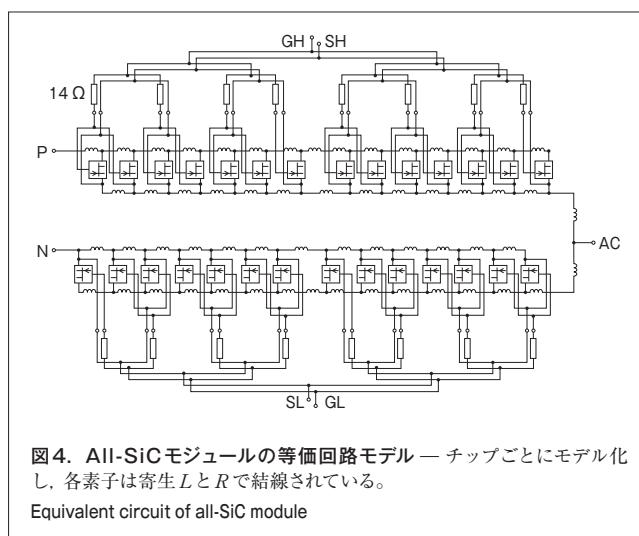 GH SH
14 Ω
P
AC
N
SL GL
図4. All-SiCモジュールの等価回路モデル — チップごとにモデル化
し,各素子は寄生LとRで結線されている。
Equivalent circuit of all-SiC module